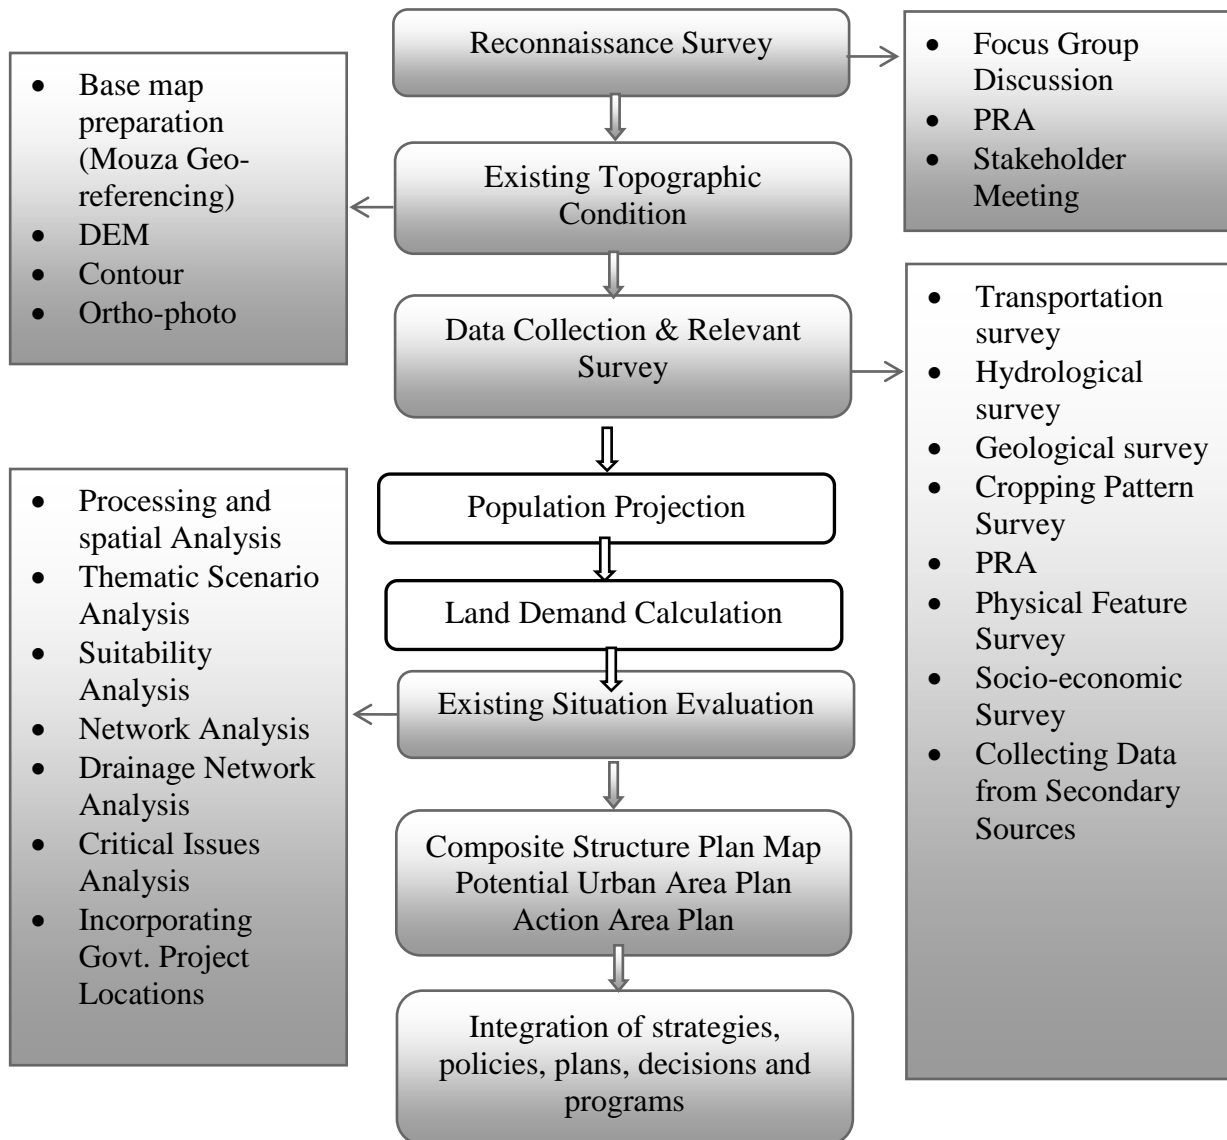 Reconnaissance Survey
• Focus Group
Discussion
• PRA
• Stakeholder
Meeting
Existing Topographic
Condition
• Base map
preparation
(Mouza Geo-
referencing)
• DEM
• Contour
• Ortho-photo
Data Collection & Relevant
Survey
• Transportation
survey
• Hydrological
survey
• Geological survey
• Cropping Pattern
Survey
• PRA
• Physical Feature
Survey
• Socio-economic
Survey
• Collecting Data
from Secondary
Sources
Population Projection
Land Demand Calculation
Existing Situation Evaluation
• Processing and
spatial Analysis
• Thematic Scenario
Analysis
• Suitability
Analysis
• Network Analysis
• Drainage Network
Analysis
• Critical Issues
Analysis
• Incorporating
Govt. Project
Locations
Composite Structure Plan Map
Potential Urban Area Plan
Action Area Plan
Integration of strategies,
policies, plans, decisions and
programs